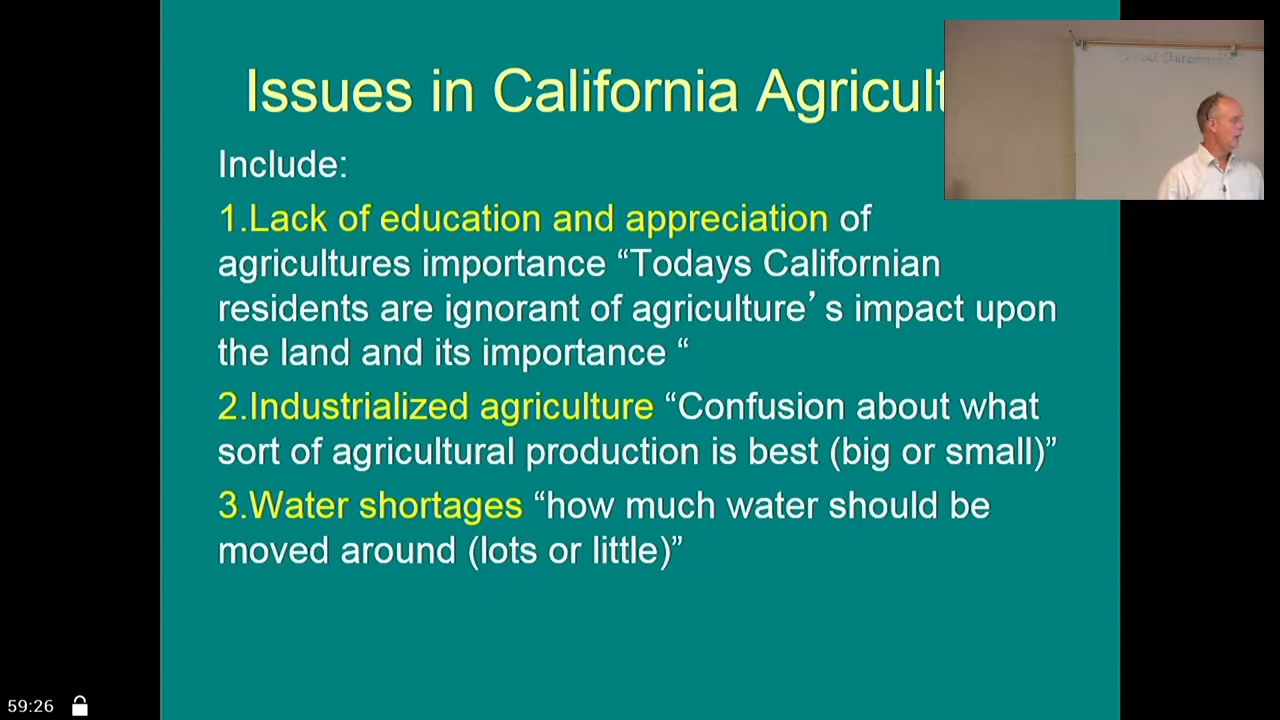 Issues in California Agricult
Include:
1.Lack of education and appreciation of
agricultures importance “Todays Californian
residents are ignorant of agriculture’s impact upon
the land and its importance “
2.Industrialized agriculture “Confusion about what
sort of agricultural production is best (big or small)”
3.Water shortages “how much water should be
moved around (lots or little)”
59:26